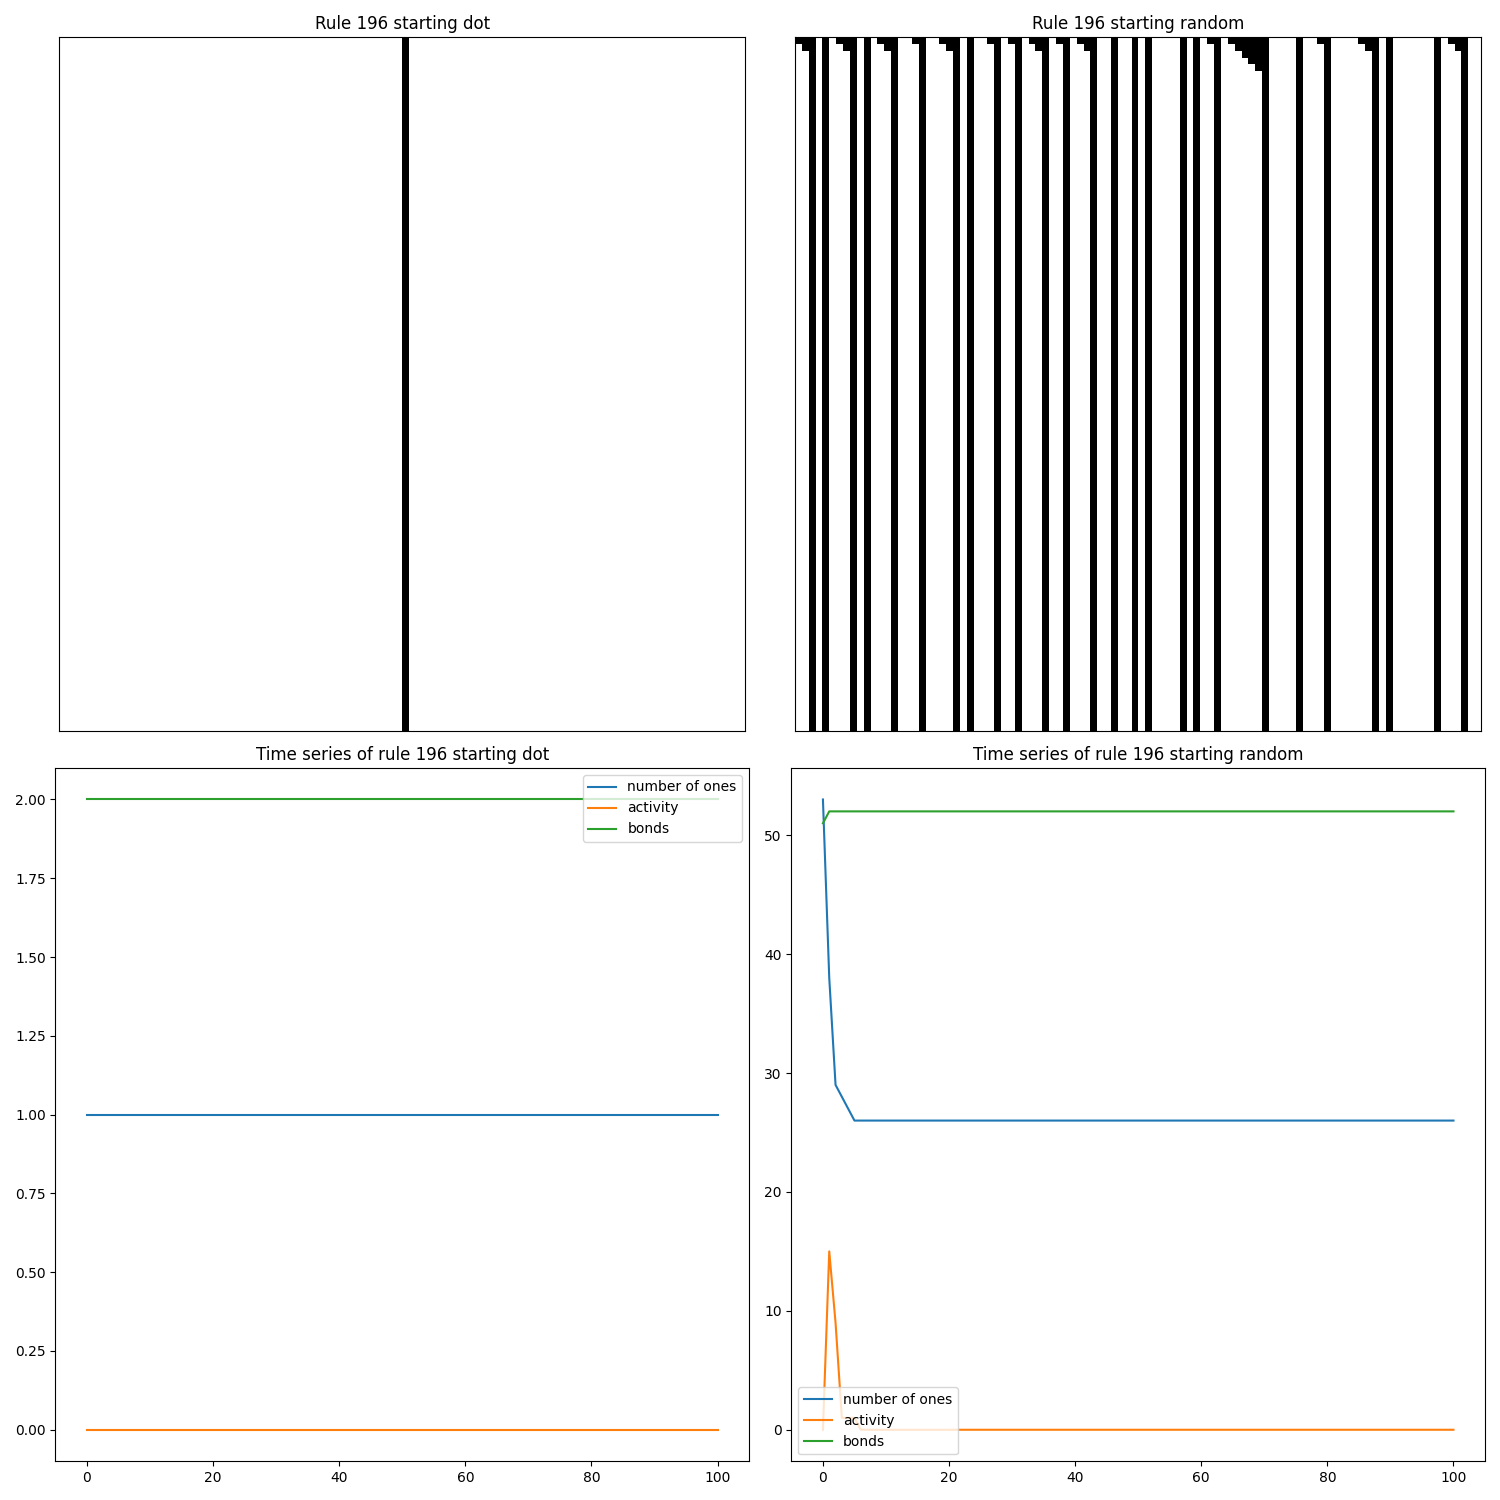 Rule 196 starting dot
Rule 196 starting random
Time series of rule 196 starting dot
2.00
1.75
1.50
1.25
1.00
0.75
0.50
0.25
0.00
number of ones
activity
bonds
0 20 40 60 80 100
Time series of rule 196 starting random
50
40
30
20
10
0
number of ones
activity
bonds
0 20 40 60 80 100